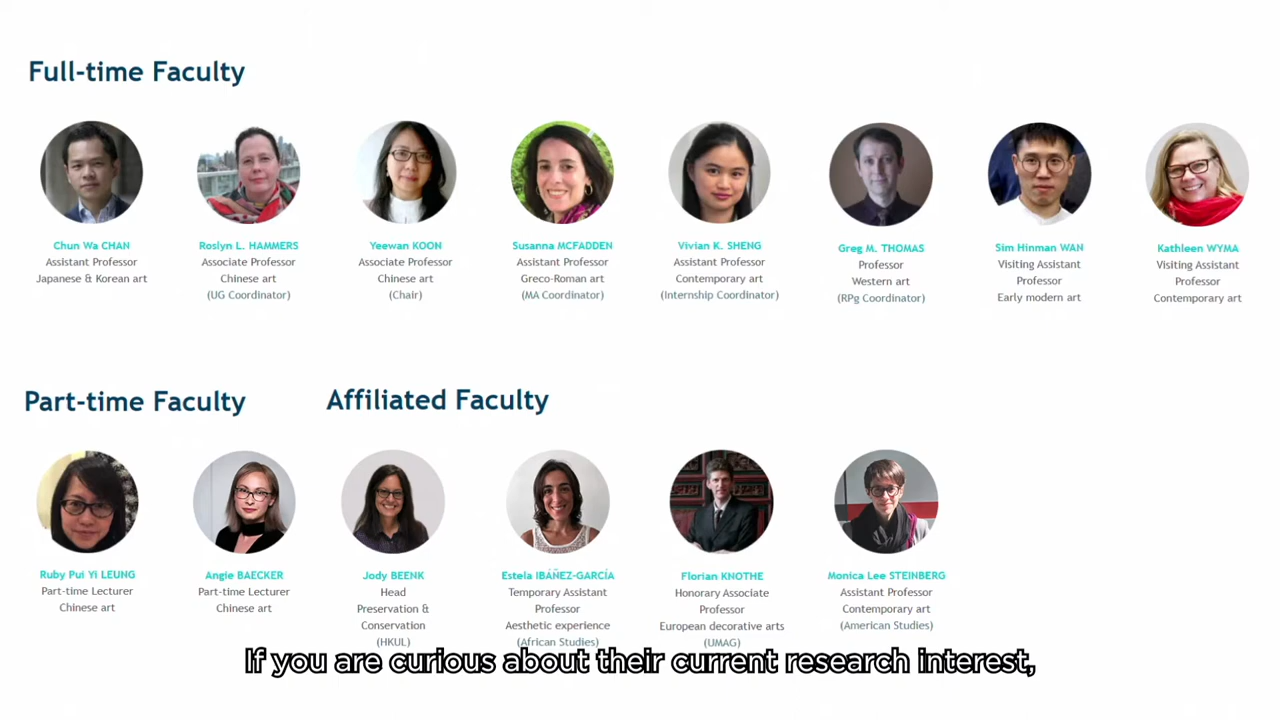 Full-time Faculty
Chun Wa CHAN
Assistant Professor
Japanese & Korean art
Roslyn L. HAMMERS
Associate Professor
Chinese art
(UG Coordinator)
Yeewan KOON
Associate Professor
Chinese art
(Chair)
Susanna MCFADDEN
Assistant Professor
Greco-Roman art
(MA Coordinator)
Vivian K. SHENG
Assistant Professor
Contemporary art
(Internship Coordinator)
Greg M. THOMAS
Professor
Western art
(RPg Coordinator)
Sim Hinman WAN
Visiting Assistant
Professor
Early modern art
Kathleen WYMA
Visiting Assistant
Professor
Contemporary art
Part-time Faculty
Ruby Pui Yi LEUNG
Part-time Lecturer
Chinese art
Angie BAECKER
Part-time Lecturer
Chinese art
Affiliated Faculty
Jody BEENK
Head
Preservation &
Conservation
(HKUL)
Estela IBÁÑEZ-GARCÍA
Temporary Assistant
Professor
Aesthetic experience
(African Studies)
Florian KNOTHE
Honorary Associate
Professor
European decorative arts
(UMAG)
Monica Lee STEINBERG
Assistant Professor
Contemporary art
(American Studies)
If you are curious about their current research interest,